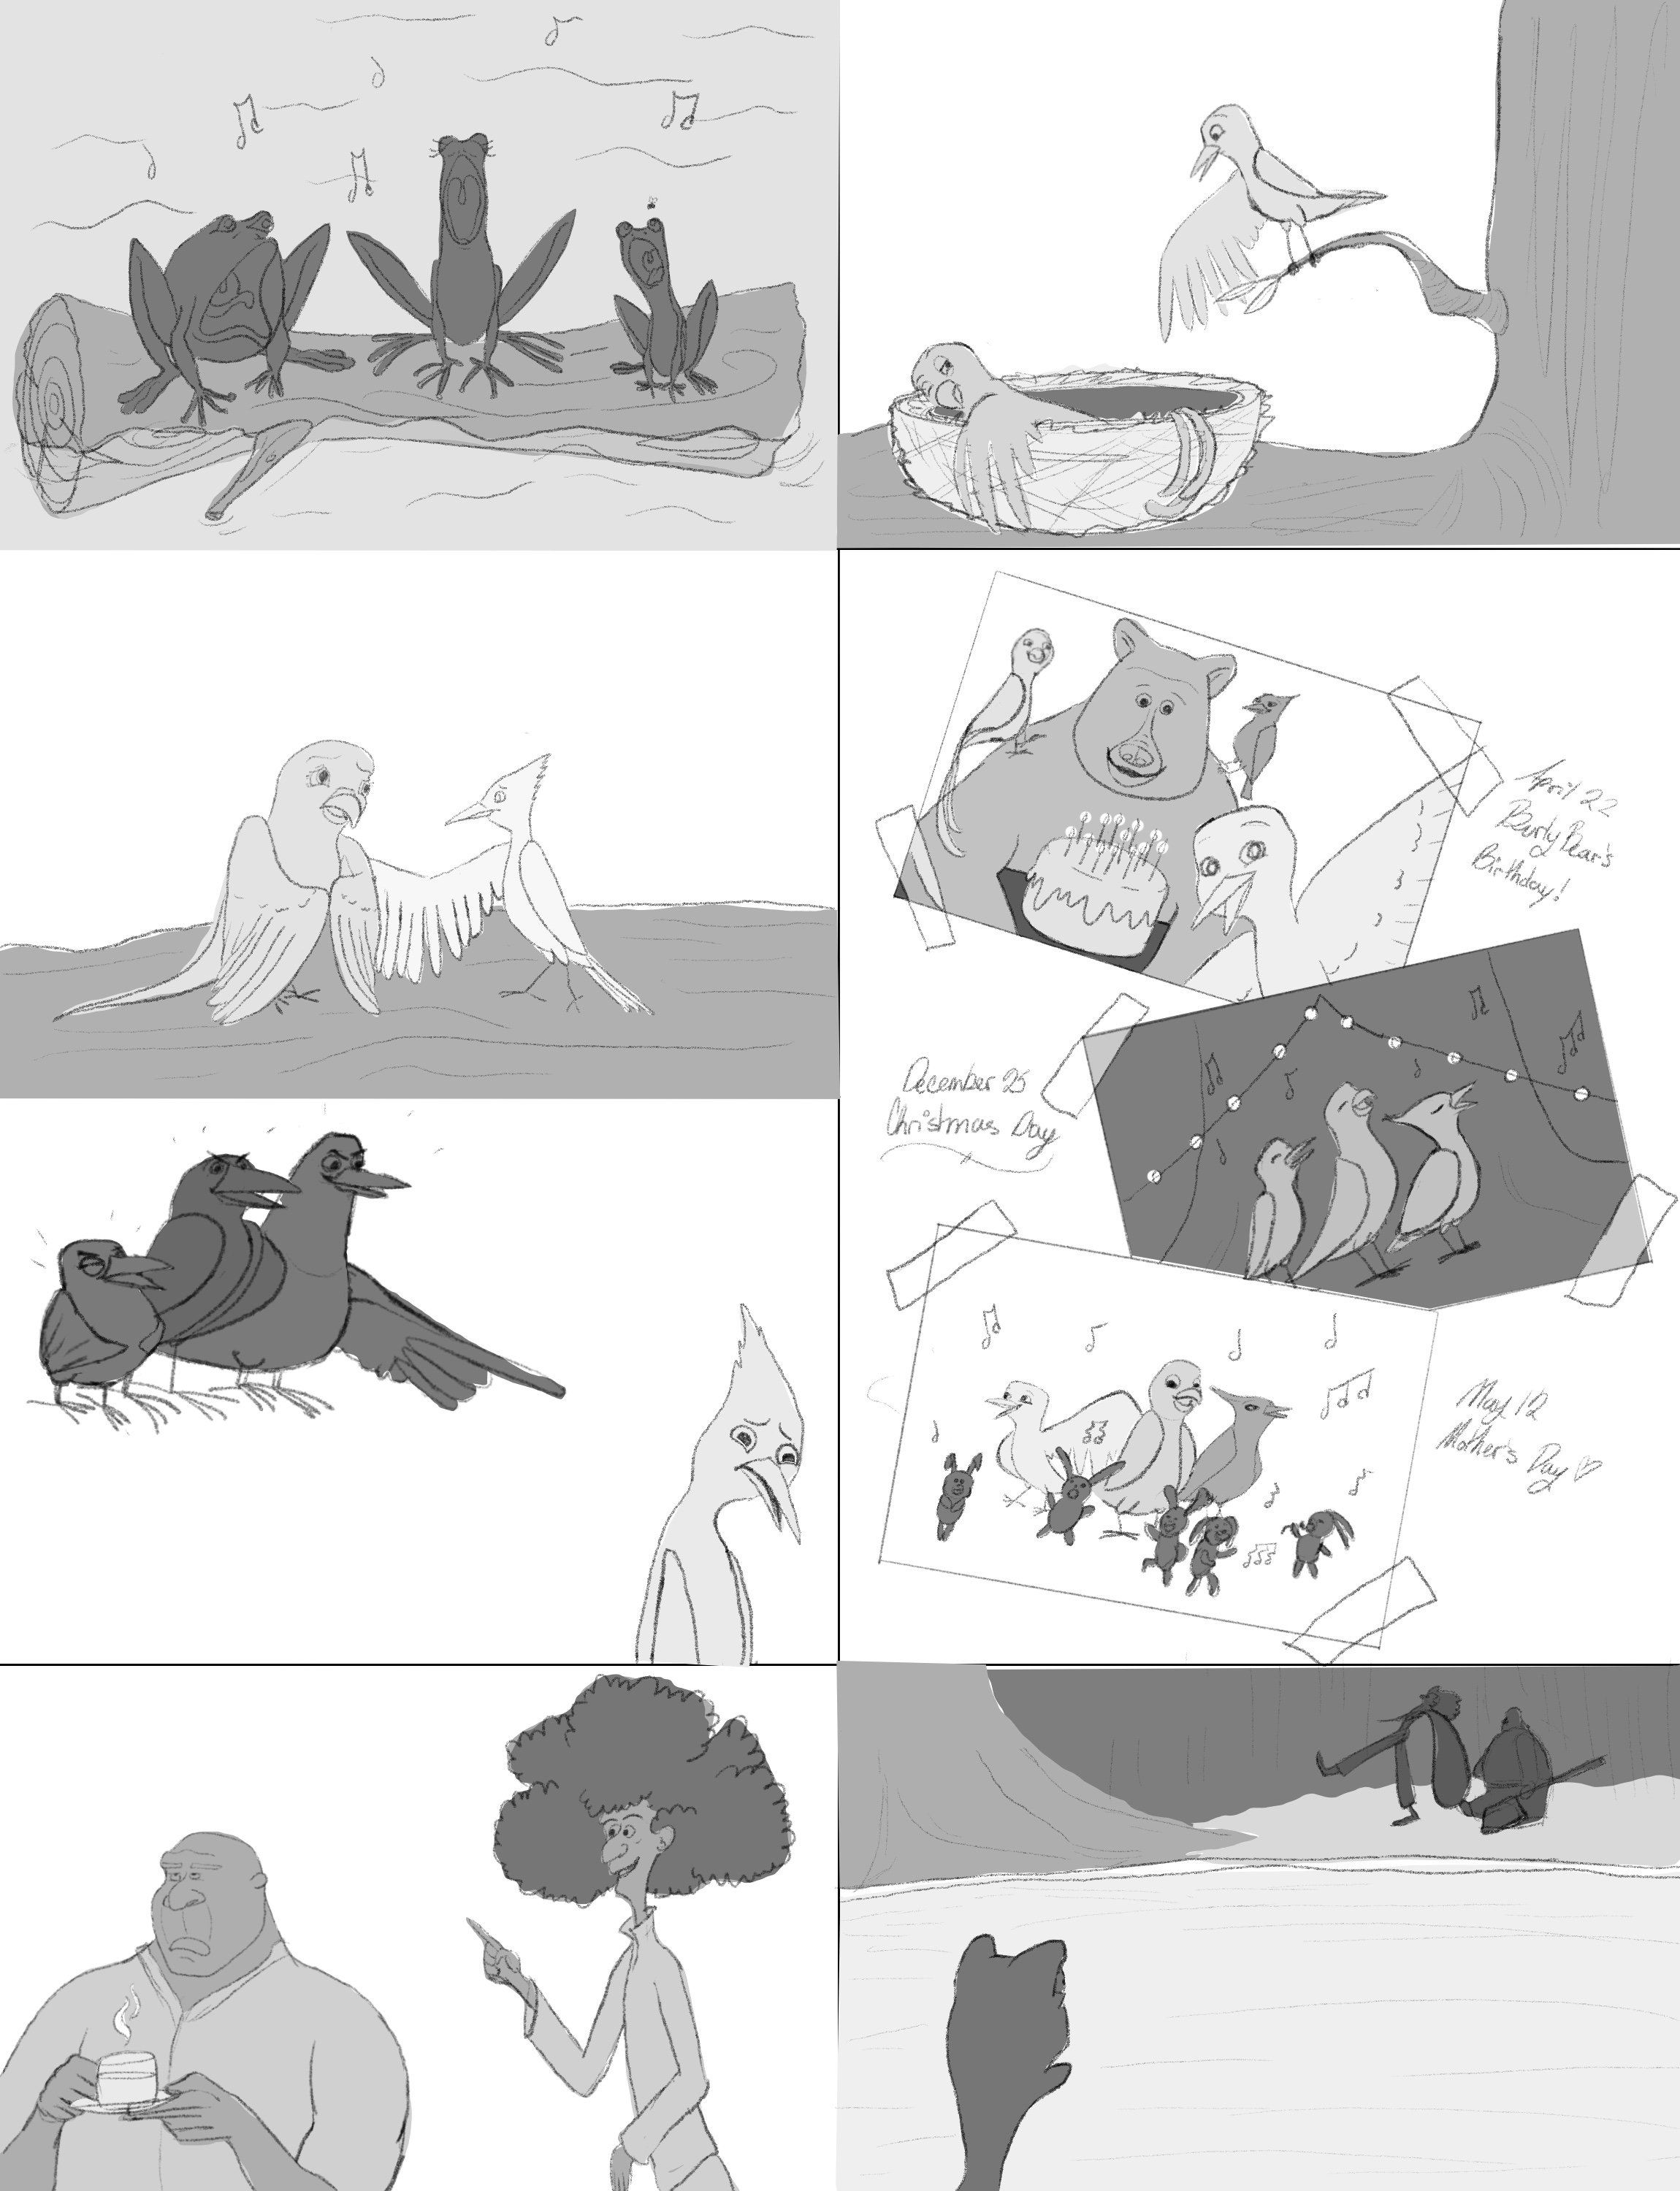 April 22
Burly Bear's
Birthday!
December 25
Christmas Day
May 12
Mother's Day ♡